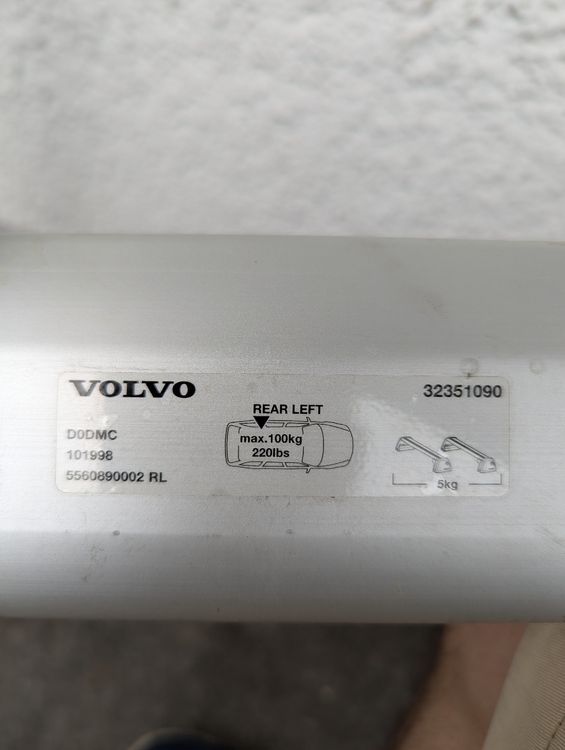 VOLVO
32351090
REAR LEFT
D0DMC
max.100kg
101998
220lbs
5560890002 RL
5kg